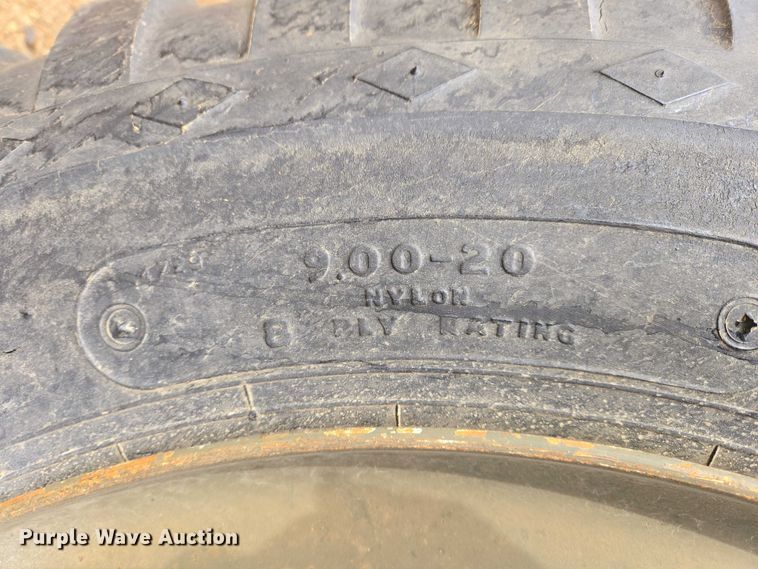 9.00-20
NYLON
8 PLY RATING
Purple Wave Auction